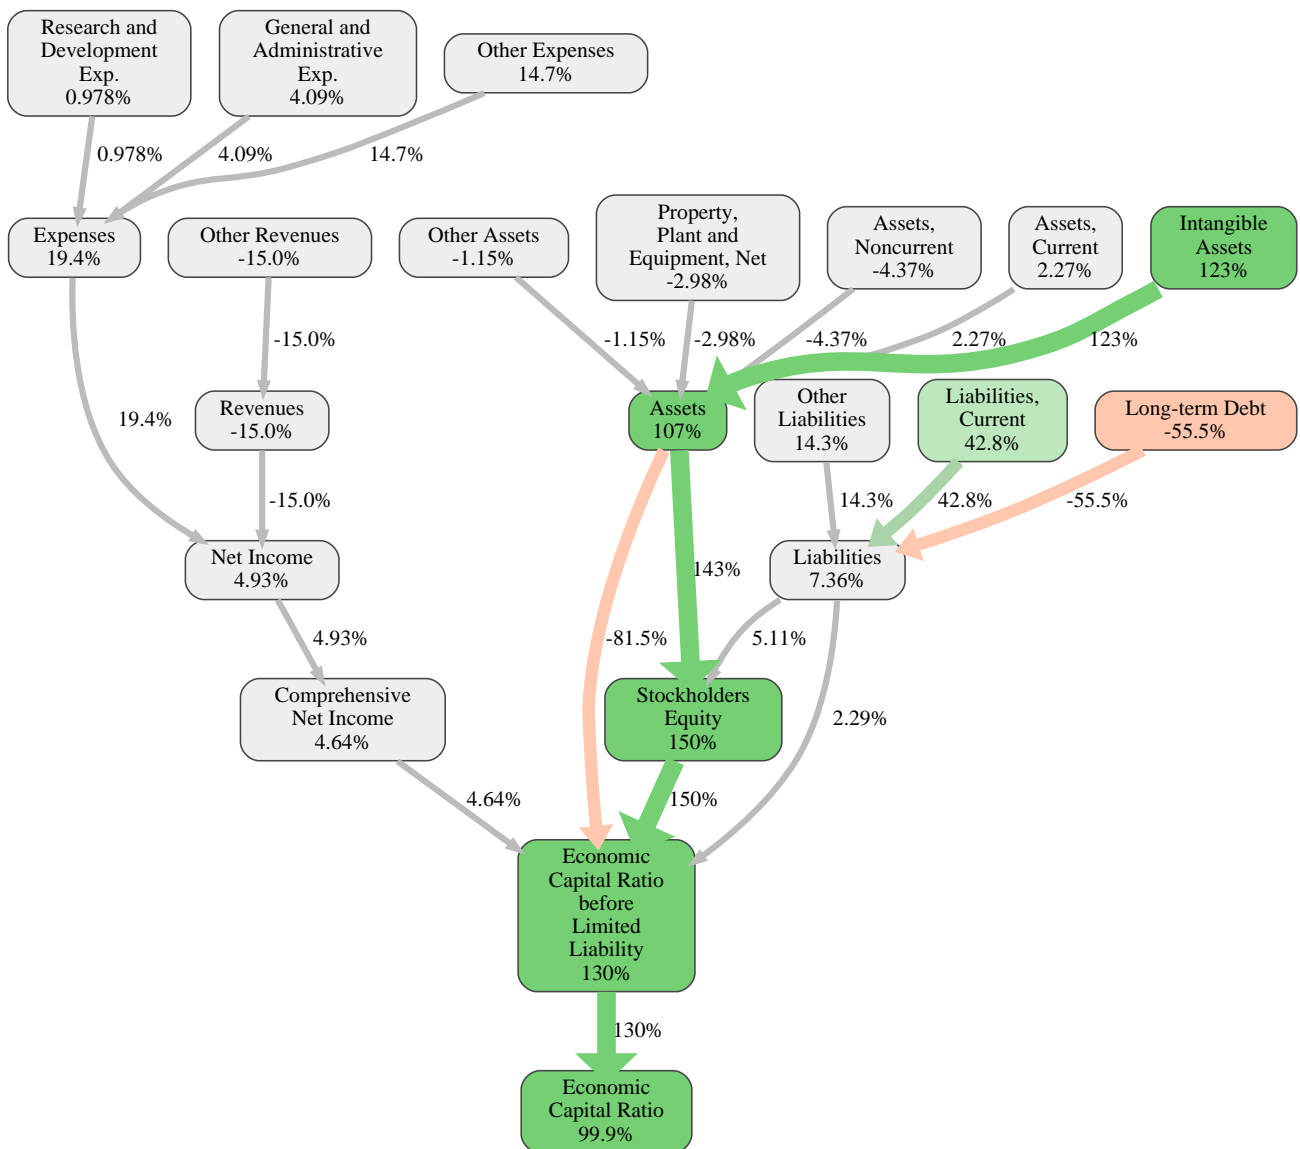 Research and
Development
Exp.
0.978%
General and
Administrative
Exp.
4.09%
Other Expenses
14.7%
0.978%
4.09%
14.7%
Expenses
19.4%
Other Revenues
-15.0%
Other Assets
-1.15%
Property,
Plant and
Equipment, Net
-2.98%
Assets,
Noncurrent
-4.37%
Assets,
Current
2.27%
Intangible
Assets
123%
-15.0%
-1.15%
-2.98%
-4.37%
2.27%
123%
19.4%
Revenues
-15.0%
Assets
107%
Other
Liabilities
14.3%
Liabilities,
Current
42.8%
Long-term Debt
-55.5%
-15.0%
14.3%
42.8%
-55.5%
Net Income
4.93%
143%
Liabilities
7.36%
4.93%
-81.5%
5.11%
Comprehensive
Net Income
4.64%
Stockholders
Equity
150%
2.29%
4.64%
150%
Economic
Capital Ratio
before
Limited
Liability
130%
130%
Economic
Capital Ratio
99.9%